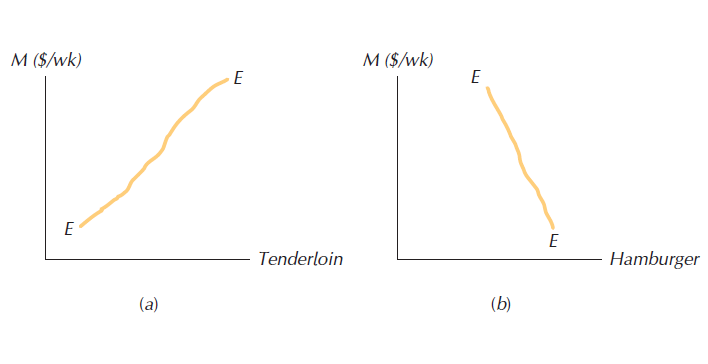 M ($/wk)
E
E
Tenderloin
(a)
M ($/wk)
E
E
Hamburger
(b)